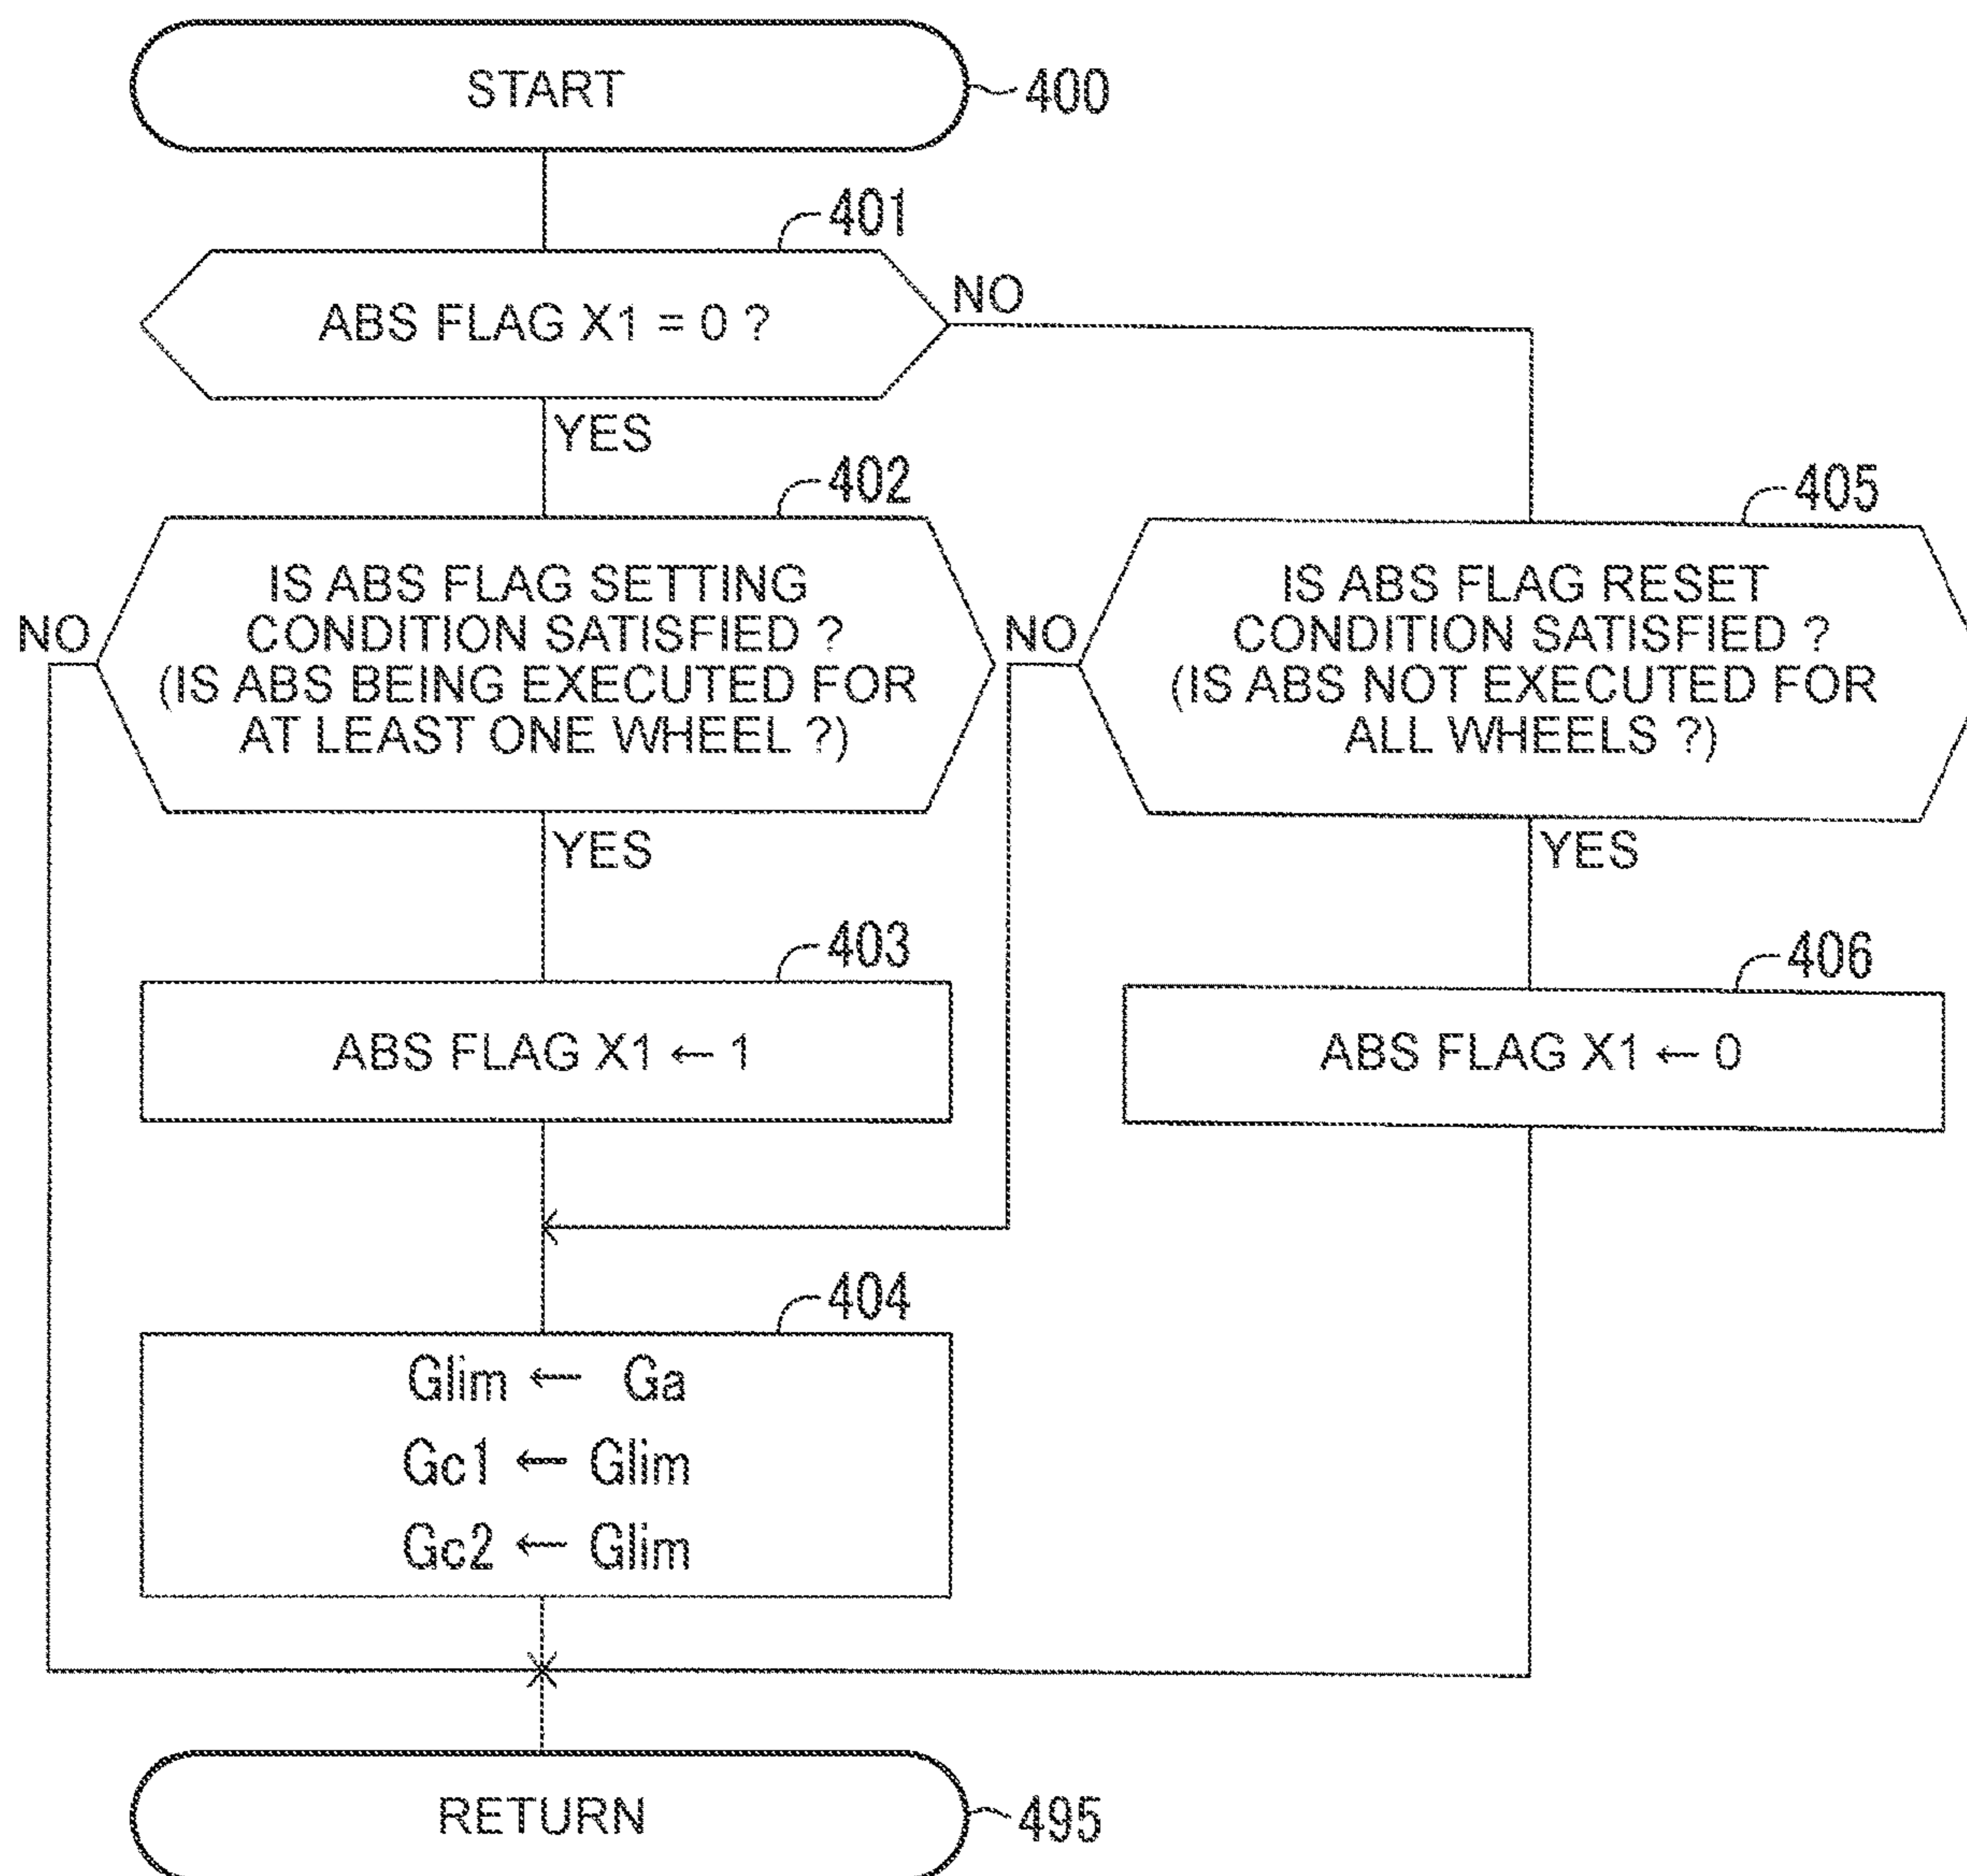 START
400
401
ABS FLAG X1 = 0 ?
NO
YES
402
IS ABS FLAG SETTING
CONDITION SATISFIED ?
(IS ABS BEING EXECUTED FOR
AT LEAST ONE WHEEL ?)
NO
YES
405
IS ABS FLAG RESET
CONDITION SATISFIED ?
(IS ABS NOT EXECUTED FOR
ALL WHEELS ?)
NO
YES
403
ABS FLAG X1 ← 1
406
ABS FLAG X1 ← 0
404
Glim ← Ga
Gc1 ← Glim
Gc2 ← Glim
RETURN
495